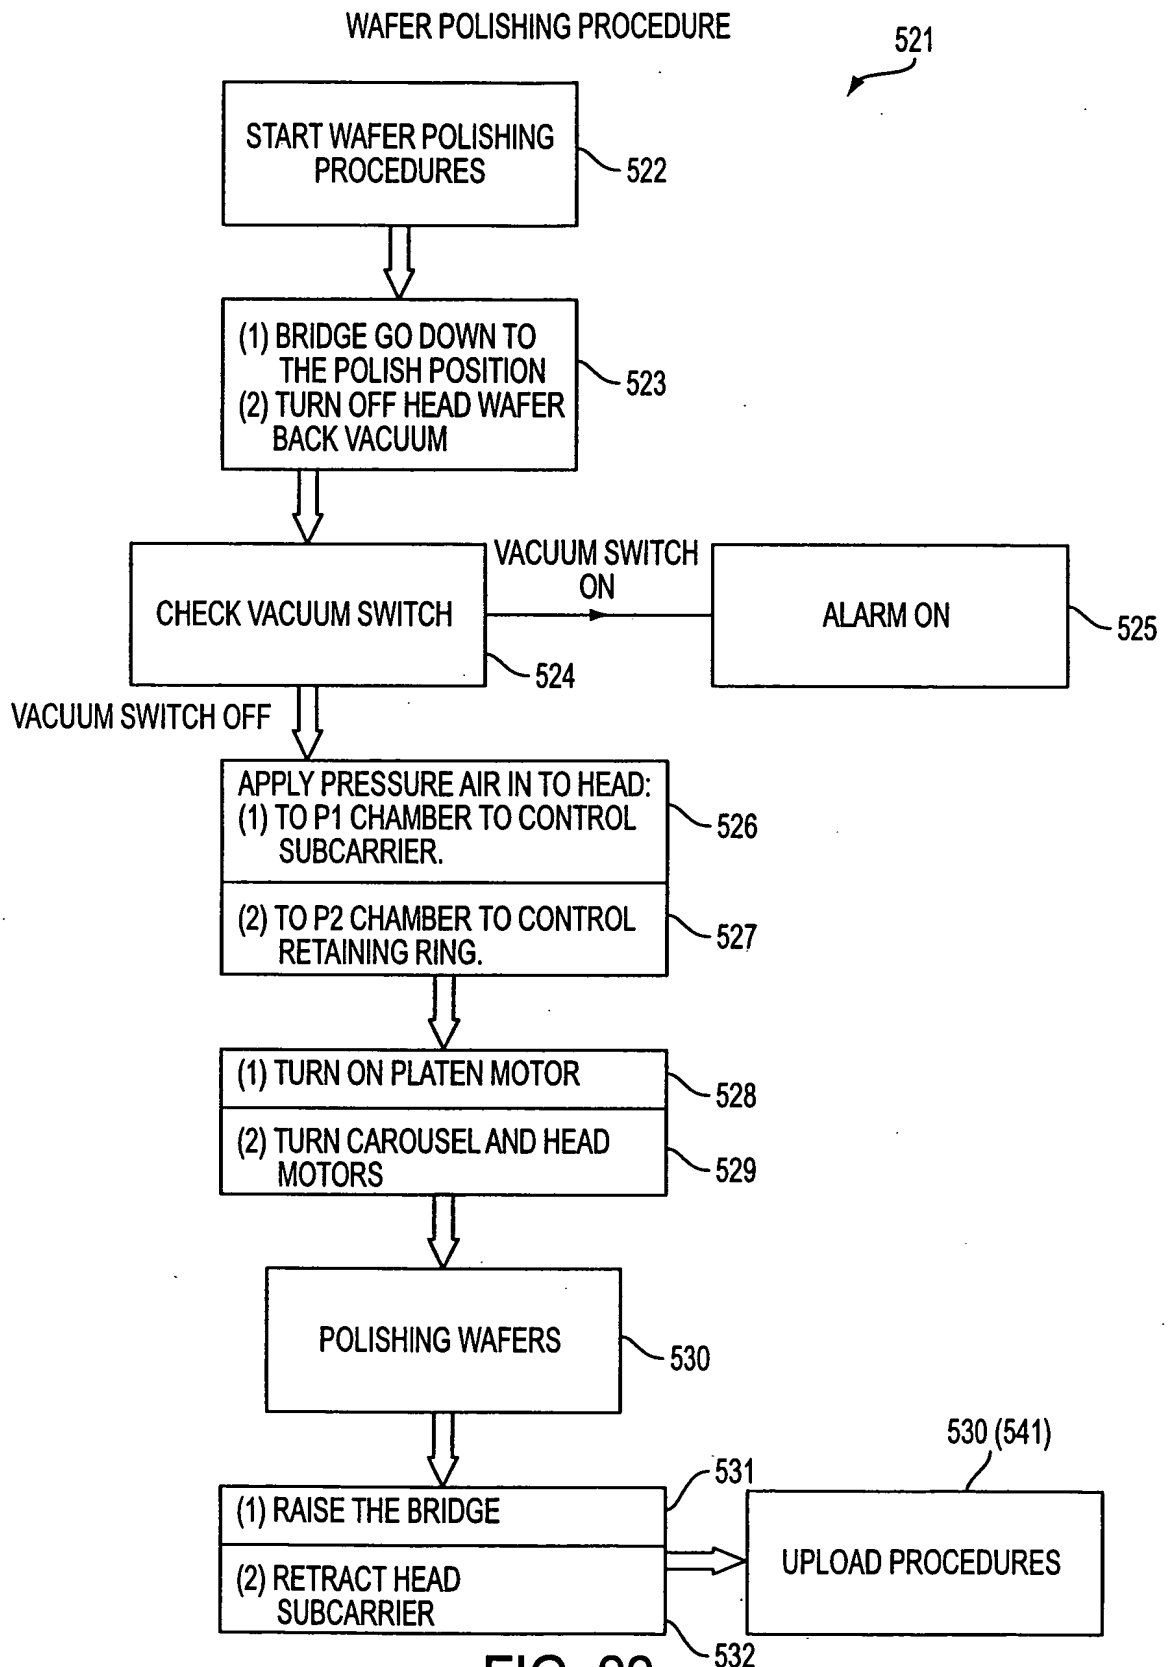 WAFER POLISHING PROCEDURE
521
START WAFER POLISHING
PROCEDURES
522
(1) BRIDGE GO DOWN TO
THE POLISH POSITION
(2) TURN OFF HEAD WAFER
BACK VACUUM
523
CHECK VACUUM SWITCH
524
VACUUM SWITCH
ON
ALARM ON
525
VACUUM SWITCH OFF
APPLY PRESSURE AIR IN TO HEAD:
(1) TO P1 CHAMBER TO CONTROL
SUBCARRIER.
526
(2) TO P2 CHAMBER TO CONTROL
RETAINING RING.
527
(1) TURN ON PLATEN MOTOR
528
(2) TURN CAROUSEL AND HEAD
MOTORS
529
POLISHING WAFERS
530
(1) RAISE THE BRIDGE
531
(2) RETRACT HEAD
SUBCARRIER
532
530 (541)
UPLOAD PROCEDURES
FIG.